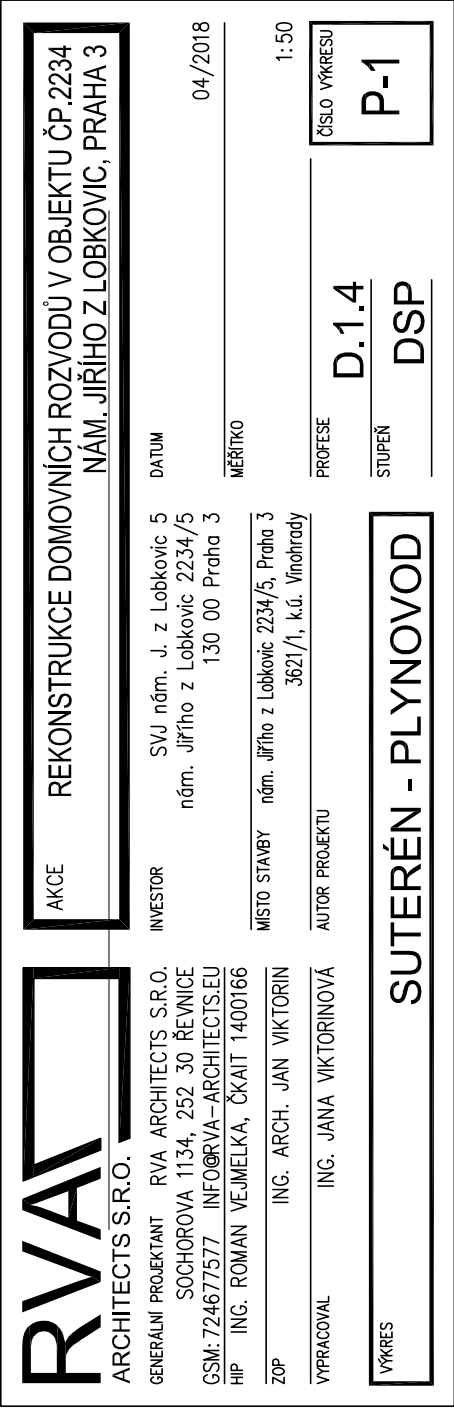 RVA
ARCHITECTS S.R.O.
AKCE
REKONSTRUKCE DOMOVNÍCH ROZVODŮ V OBJEKTU ČP.2234
NÁM. JIŘÍHO Z LOBKOVIC, PRAHA 3
GENERÁLNÍ PROJEKTANT RVA ARCHITECTS S.R.O.
SOCHOROVA 1134, 252 30 ŘEVNICE
GSM: 724677577 INFO@RVA-ARCHITECTS.EU
HIP ING. ROMAN VEJMELKA, ČKAIT 1400166
ZOP ING. ARCH. JAN VIKTORIN
VYPRACOVAL ING. JANA VIKTORINOVÁ
INVESTOR SVJ nám. J. z Lobkovic 5
nám. Jiřího z Lobkovic 2234/5
130 00 Praha 3
MÍSTO STAVBY nám. Jiřího z Lobkovic 2234/5, Praha 3
3621/1, k.ú. Vinohrady
AUTOR PROJEKTU
DATUM 04/2018
MĚŘÍTKO 1:50
PROFESE D.1.4
STUPEŇ DSP
ČÍSLO VÝKRESU
P-1
VÝKRES
SUTERÉN - PLYNOVOD